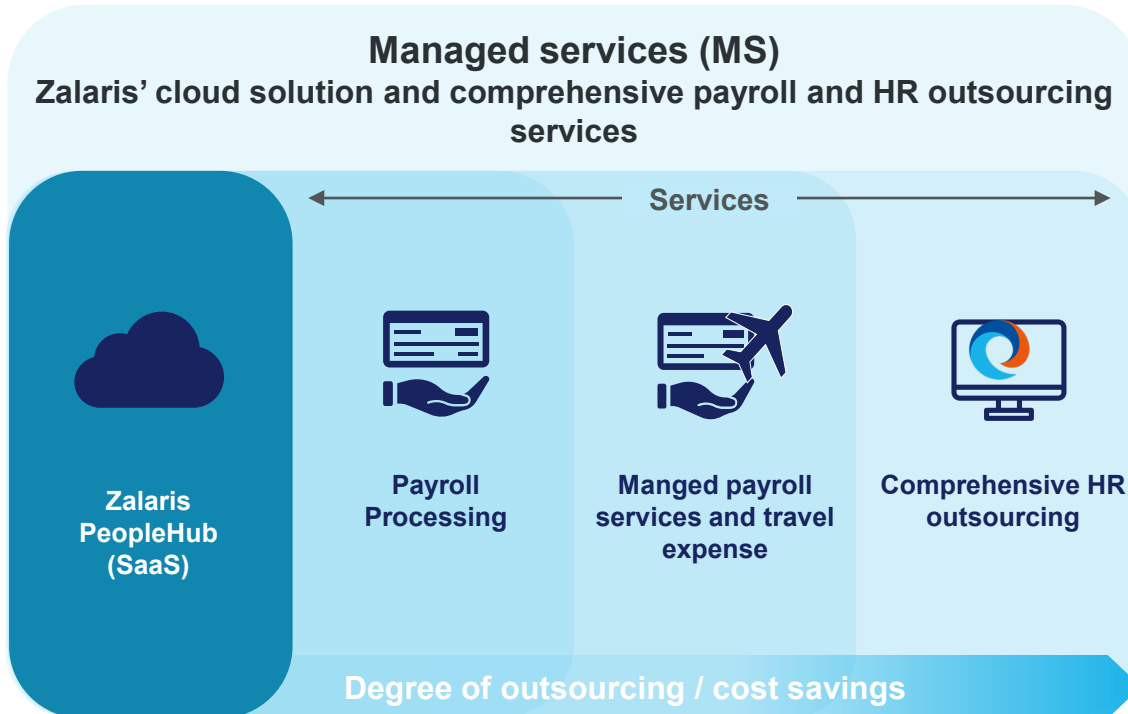 Managed services (MS)
Zalaris’ cloud solution and comprehensive payroll and HR outsourcing
services
Services
Zalaris
PeopleHub
(SaaS)
Payroll
Processing
Manged payroll
services and travel
expense
Comprehensive HR
outsourcing
Degree of outsourcing / cost savings